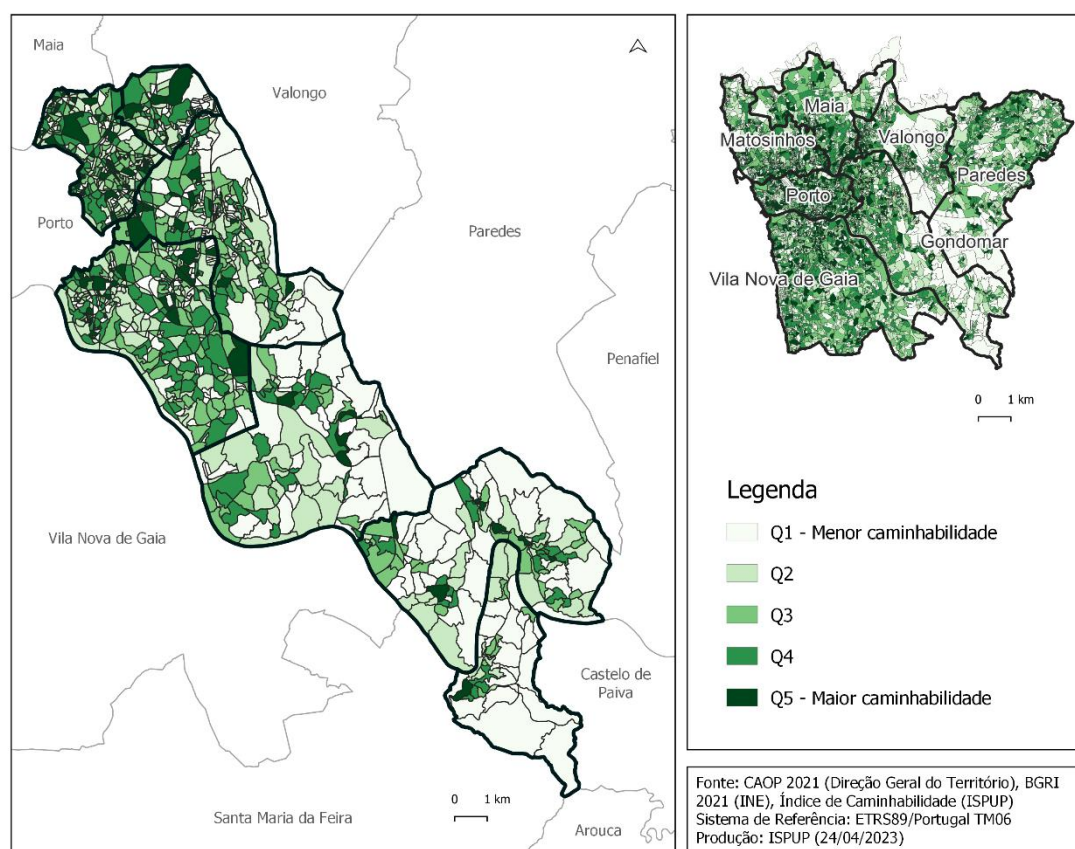 Maia
Valongo
Porto
Paredes
Penafiel
Vila Nova de Gaia
Castelo de
Paiva
0 1 km
Santa Maria da Feira
Arouca
Maia
Matosinhos
Valongo
Paredes
Porto
Gondomar
Vila Nova de Gaia
0 1 km
Legenda
Q1 - Menor caminhabilidade
Q2
Q3
Q4
Q5 - Maior caminhabilidade
Fonte: CAOP 2021 (Direção Geral do Território), BGRI
2021 (INE), Índice de Caminhabilidade (ISPUP)
Sistema de Referência: ETRS89/Portugal TM06
Produção: ISPUP (24/04/2023)